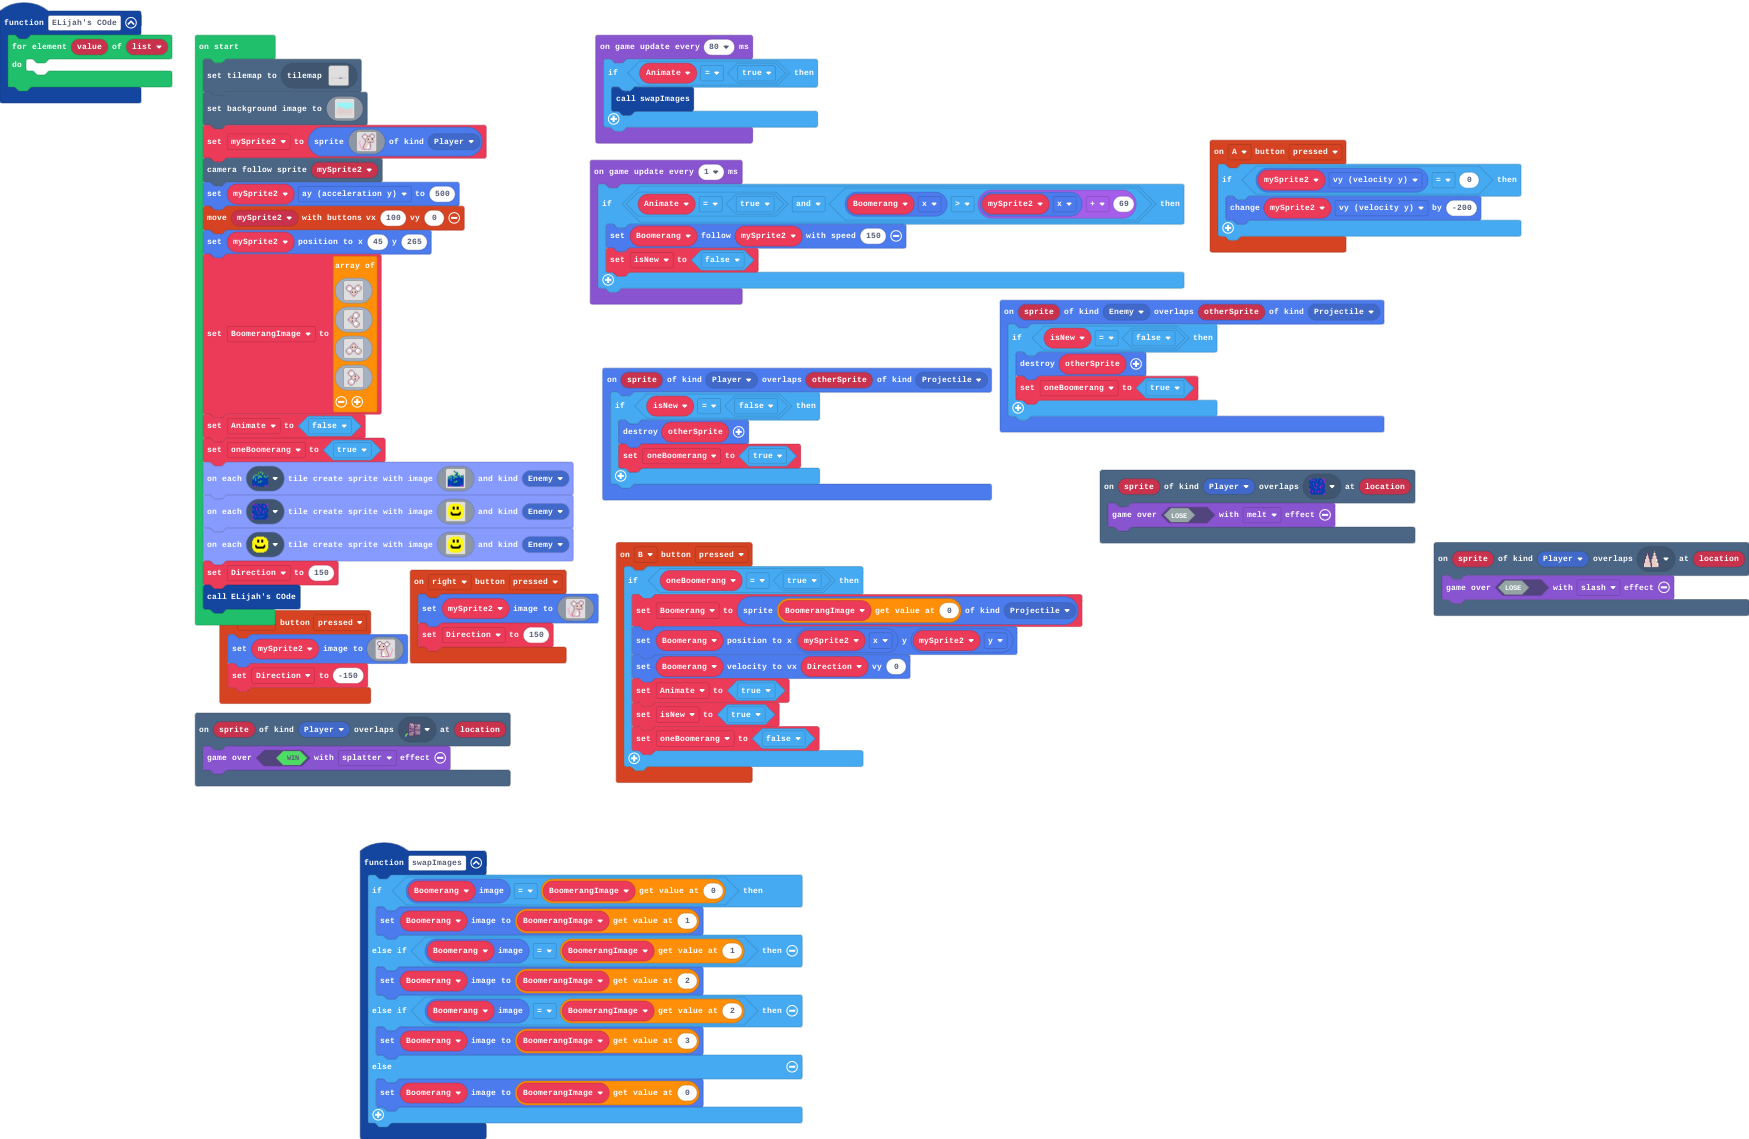 function ELijah's COde
for element value of list
do
on start
set tilemap to tilemap
set background image to
set mySprite2 to sprite of kind Player
camera follow sprite mySprite2
set mySprite2 ay (acceleration y) to 500
move mySprite2 with buttons vx 100 vy 0
set mySprite2 position to x 45 y 265
set BoomerangImage to array of
set Animate to false
set oneBoomerang to true
on each tile create sprite with image and kind Enemy
on each tile create sprite with image and kind Enemy
on each tile create sprite with image and kind Enemy
set Direction to 150
call ELijah's COde
button pressed
set mySprite2 image to
set Direction to -150
on right button pressed
set mySprite2 image to
set Direction to 150
on sprite of kind Player overlaps at location
game over WIN with splatter effect
on game update every 80 ms
if Animate = true then
call swapImages
on game update every 1 ms
if Animate = true and Boomerang x > mySprite2 x + 69 then
set Boomerang follow mySprite2 with speed 150
set isNew to false
on A button pressed
if mySprite2 vy (velocity y) = 0 then
change mySprite2 vy (velocity y) by -200
on sprite of kind Enemy overlaps otherSprite of kind Projectile
if isNew = false then
destroy otherSprite
set oneBoomerang to true
on sprite of kind Player overlaps otherSprite of kind Projectile
if isNew = false then
destroy otherSprite
set oneBoomerang to true
on sprite of kind Player overlaps at location
game over LOSE with melt effect
on sprite of kind Player overlaps at location
game over LOSE with slash effect
on B button pressed
if oneBoomerang = true then
set Boomerang to sprite BoomerangImage get value at 0 of kind Projectile
set Boomerang position to x mySprite2 x y mySprite2 y
set Boomerang velocity to vx Direction vy 0
set Animate to true
set isNew to true
set oneBoomerang to false
function swapImages
if Boomerang image = BoomerangImage get value at 0 then
set Boomerang image to BoomerangImage get value at 1
else if Boomerang image = BoomerangImage get value at 1 then
set Boomerang image to BoomerangImage get value at 2
else if Boomerang image = BoomerangImage get value at 2 then
set Boomerang image to BoomerangImage get value at 3
else
set Boomerang image to BoomerangImage get value at 0